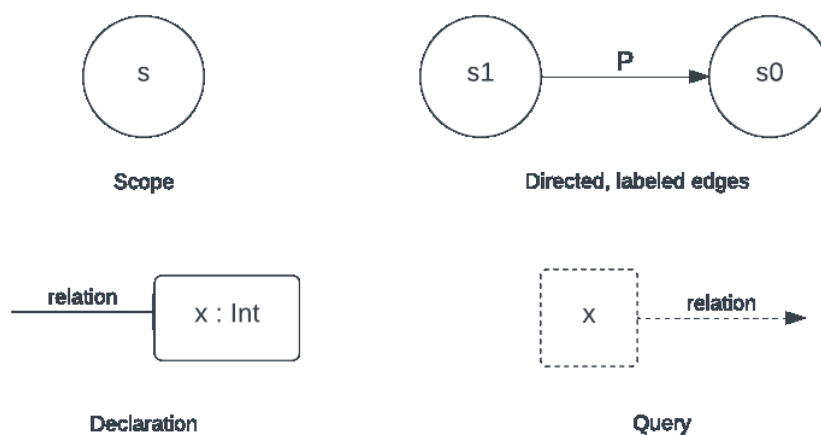 s
s1
P
s0
Scope
Directed, labeled edges
relation
x : Int
x
relation
Declaration
Query